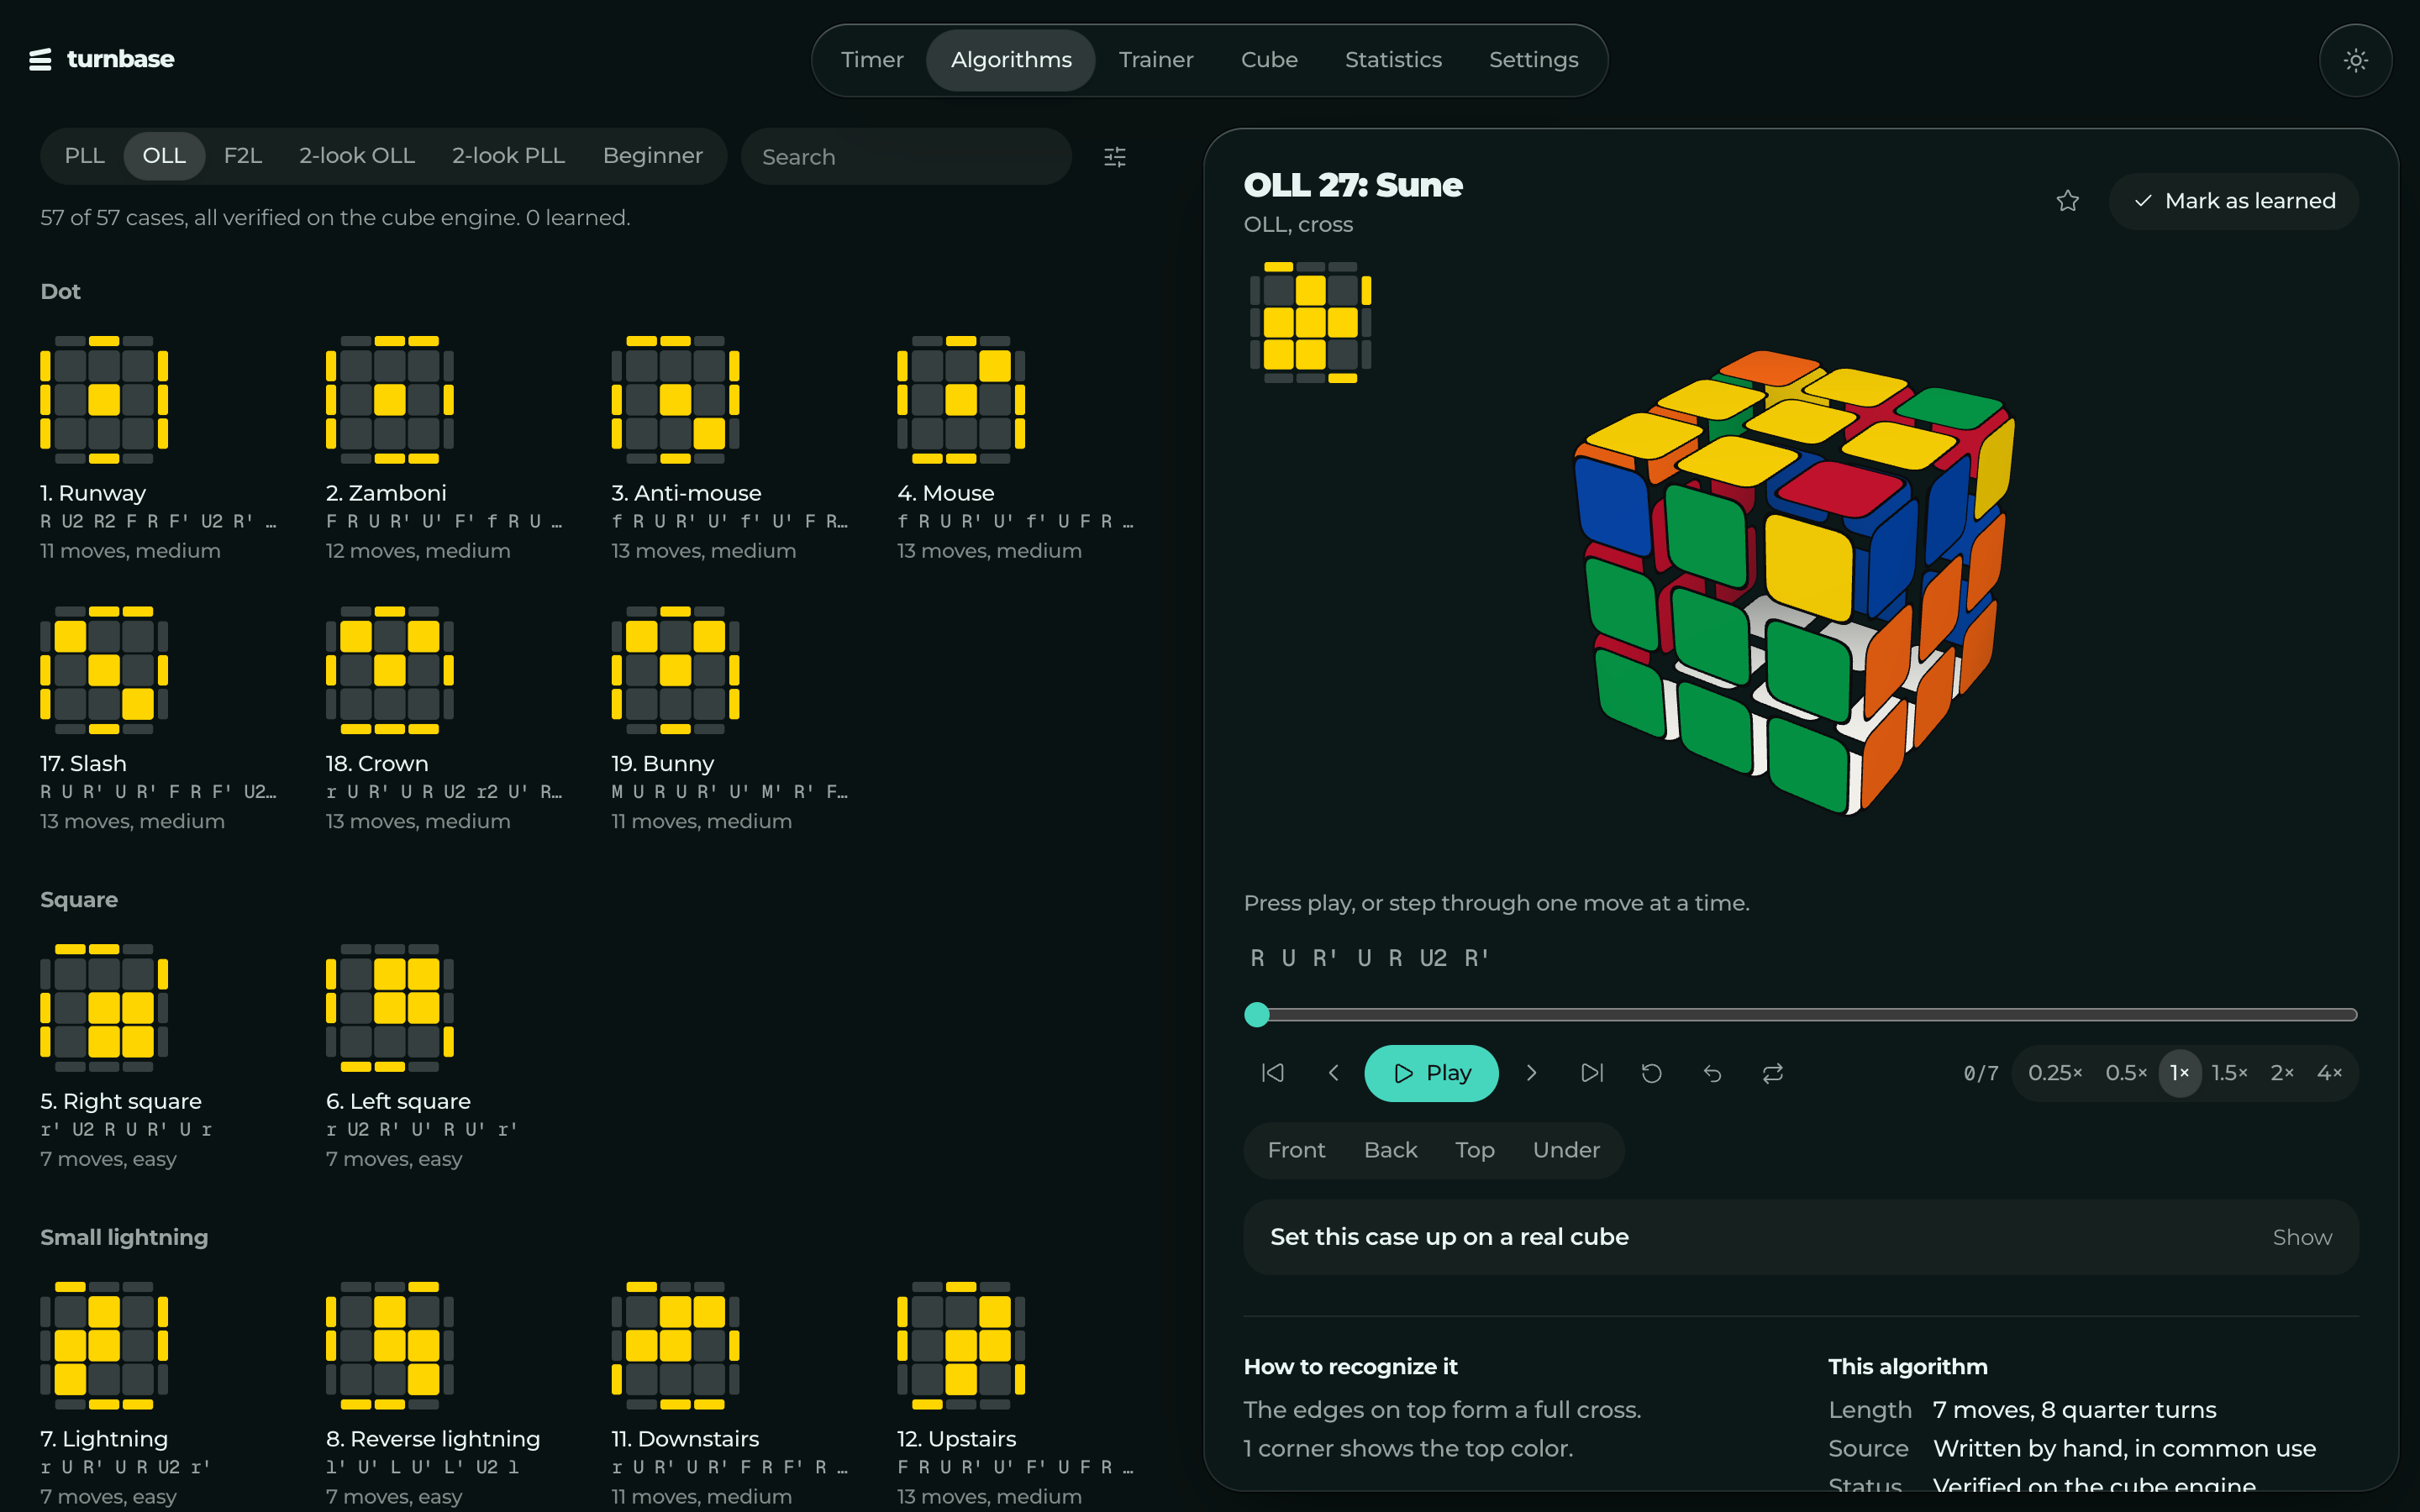 turnbase
Timer Algorithms Trainer Cube Statistics Settings
PLL OLL F2L 2-look OLL 2-look PLL Beginner Search
57 of 57 cases, all verified on the cube engine. 0 learned.
Dot
1. Runway
R U2 R2 F R F' U2 R' …
11 moves, medium
2. Zamboni
F R U R' U' F' f R U …
12 moves, medium
3. Anti-mouse
f R U R' U' f' U' F R…
13 moves, medium
4. Mouse
f R U R' U' f' U F R …
13 moves, medium
17. Slash
R U R' U R' F R F' U2…
13 moves, medium
18. Crown
r U R' U R U2 r2 U' R…
13 moves, medium
19. Bunny
M U R U R' U' M' R' F…
11 moves, medium
Square
5. Right square
r' U2 R U R' U r
7 moves, easy
6. Left square
r U2 R' U' R U' r'
7 moves, easy
Small lightning
7. Lightning
r U R' U R U2 r'
7 moves, easy
8. Reverse lightning
l' U' L U' L' U2 l
7 moves, easy
11. Downstairs
r U R' U R' F R F' R …
11 moves, medium
12. Upstairs
F R U R' U' F' U F R …
13 moves, medium
OLL 27: Sune
OLL, cross
Mark as learned
Press play, or step through one move at a time.
R U R' U R U2 R'
Play 0/7 0.25× 0.5× 1× 1.5× 2× 4×
Front Back Top Under
Set this case up on a real cube Show
How to recognize it
The edges on top form a full cross.
1 corner shows the top color.
This algorithm
Length 7 moves, 8 quarter turns
Source Written by hand, in common use
Status Verified on the cube engine